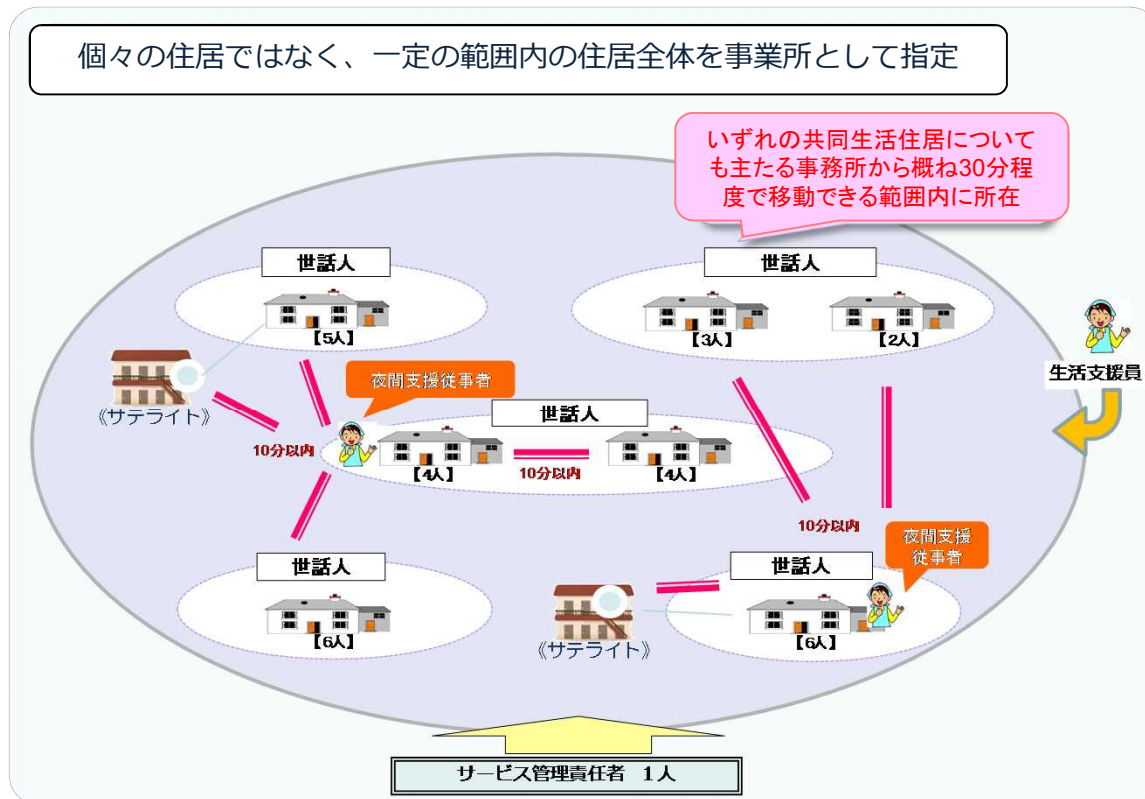 個々の住居ではなく、一定の範囲内の住居全体を事業所として指定
いずれの共同生活住居について
も主たる事務所から概ね30分程
度で移動できる範囲内に所在
世話人
【5人】
世話人
【3人】
【2人】
生活支援員
《サテライト》
夜間支援従事者
10分以内
世話人
【4人】
10分以内
【4人】
10分以内
夜間支援
従事者
世話人
【6人】
《サテライト》
世話人
【6人】
サービス管理責任者 1人